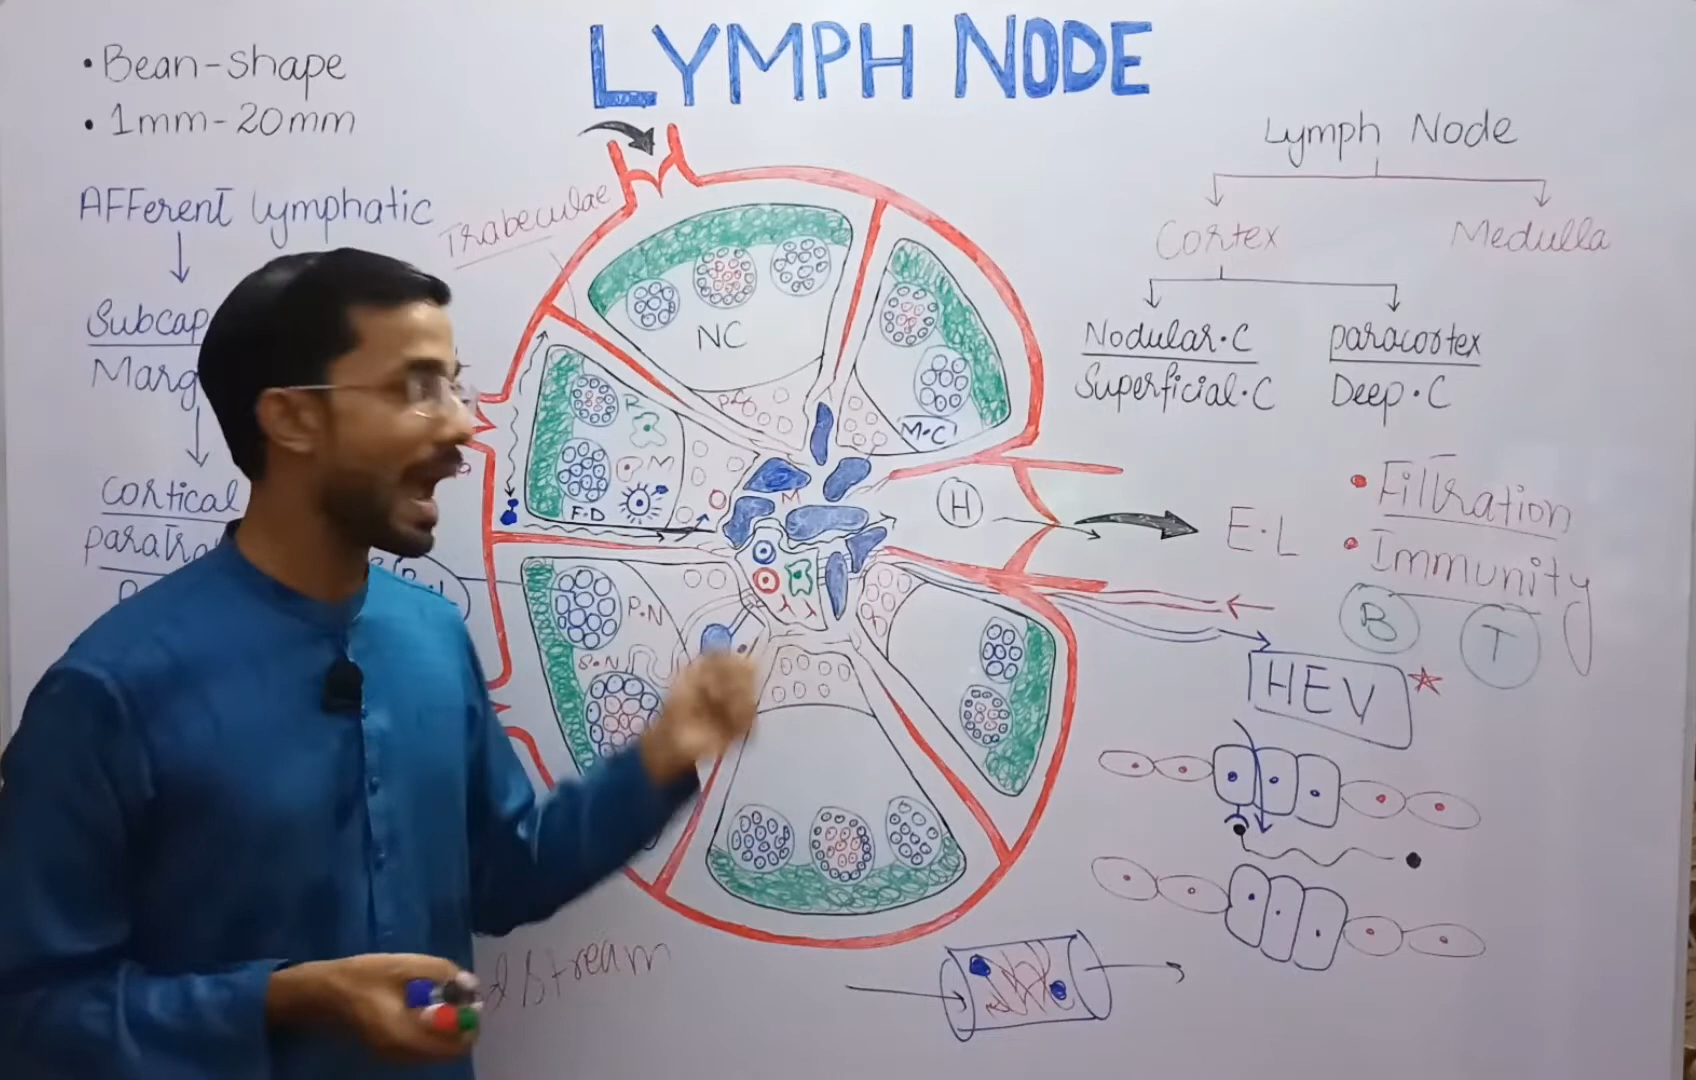 LYMPH NODE
• Bean-shape
• 1mm-20mm
AFFerent lymphatic
Subcap
Marg
Cortical
paratra
Trabeculae
NC
M.C
P
M
F.D
M
H
P.N
S.N
E.L
Lymph Node
Cortex
Medulla
Nodular.C
Superficial.C
paracortex
Deep.C
• Filtration
• Immunity
B
T
HEV
Stream